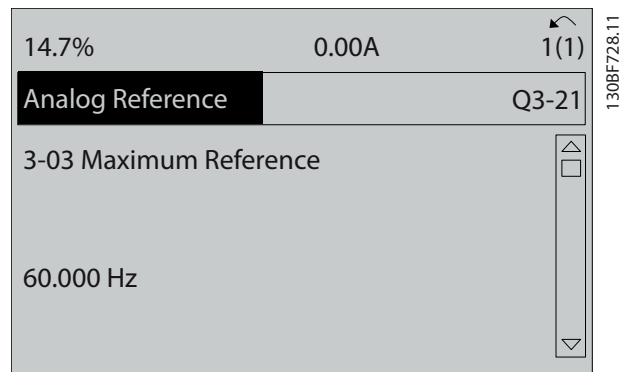 14.7% 0.00A 1(1)
Analog Reference Q3-21
3-03 Maximum Reference
60.000 Hz
130BF728.11